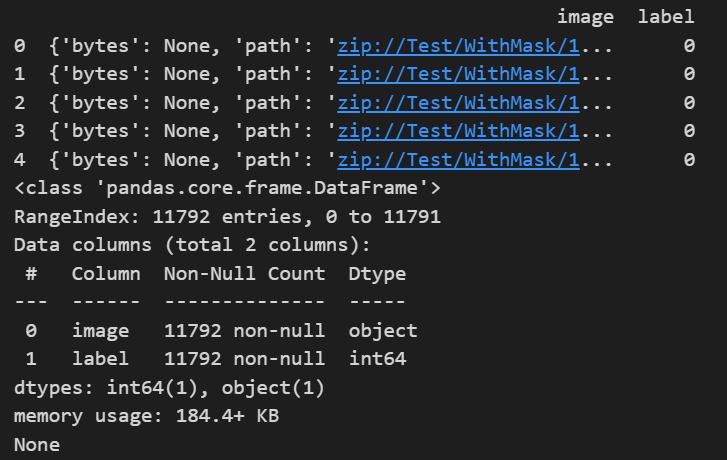 image  label
0  {'bytes': None, 'path': 'zip://Test/WithMask/1...      0
1  {'bytes': None, 'path': 'zip://Test/WithMask/1...      0
2  {'bytes': None, 'path': 'zip://Test/WithMask/1...      0
3  {'bytes': None, 'path': 'zip://Test/WithMask/1...      0
4  {'bytes': None, 'path': 'zip://Test/WithMask/1...      0
<class 'pandas.core.frame.DataFrame'>
RangeIndex: 11792 entries, 0 to 11791
Data columns (total 2 columns):
 #   Column  Non-Null Count  Dtype
---  ------  --------------  -----
 0   image   11792 non-null  object
 1   label   11792 non-null  int64
dtypes: int64(1), object(1)
memory usage: 184.4+ KB
None